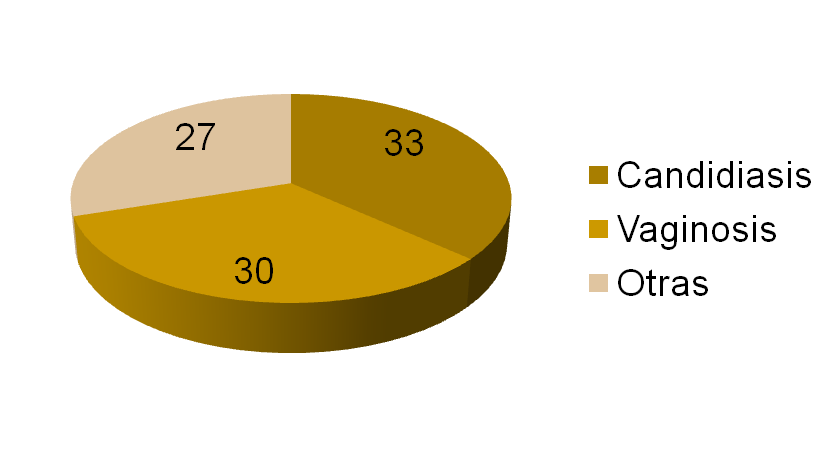 27
33
30
Candidiasis
Vaginosis
Otras